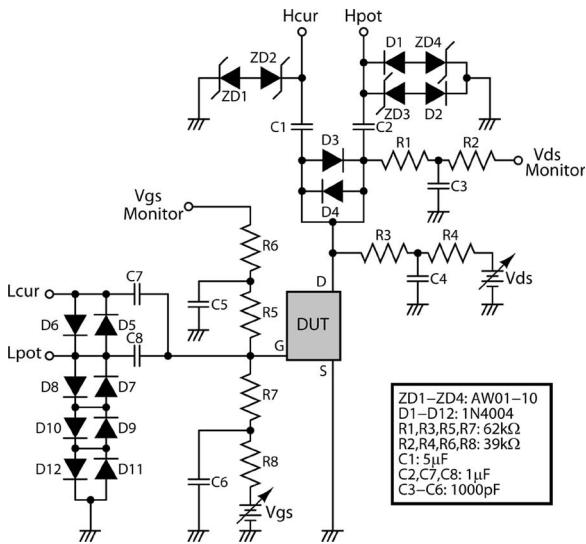 Hcur
Hpot
D1
ZD4
ZD2
ZD1
ZD3
D2
C1
C2
D3
R1
R2
Vds
Monitor
C3
D4
Vgs
Monitor
R6
R3
R4
D
C4
Vds
C7
Lcur
C5
R5
DUT
D6
D5
C8
Lpot
G
S
D8
D7
R7
D10
D9
R8
D12
D11
C6
Vgs
ZD1-ZD4: AW01-10
D1-D12: 1N4004
R1,R3,R5,R7: 62kΩ
R2,R4,R6,R8: 39kΩ
C1: 5μF
C2,C7,C8: 1μF
C3-C6: 1000pF